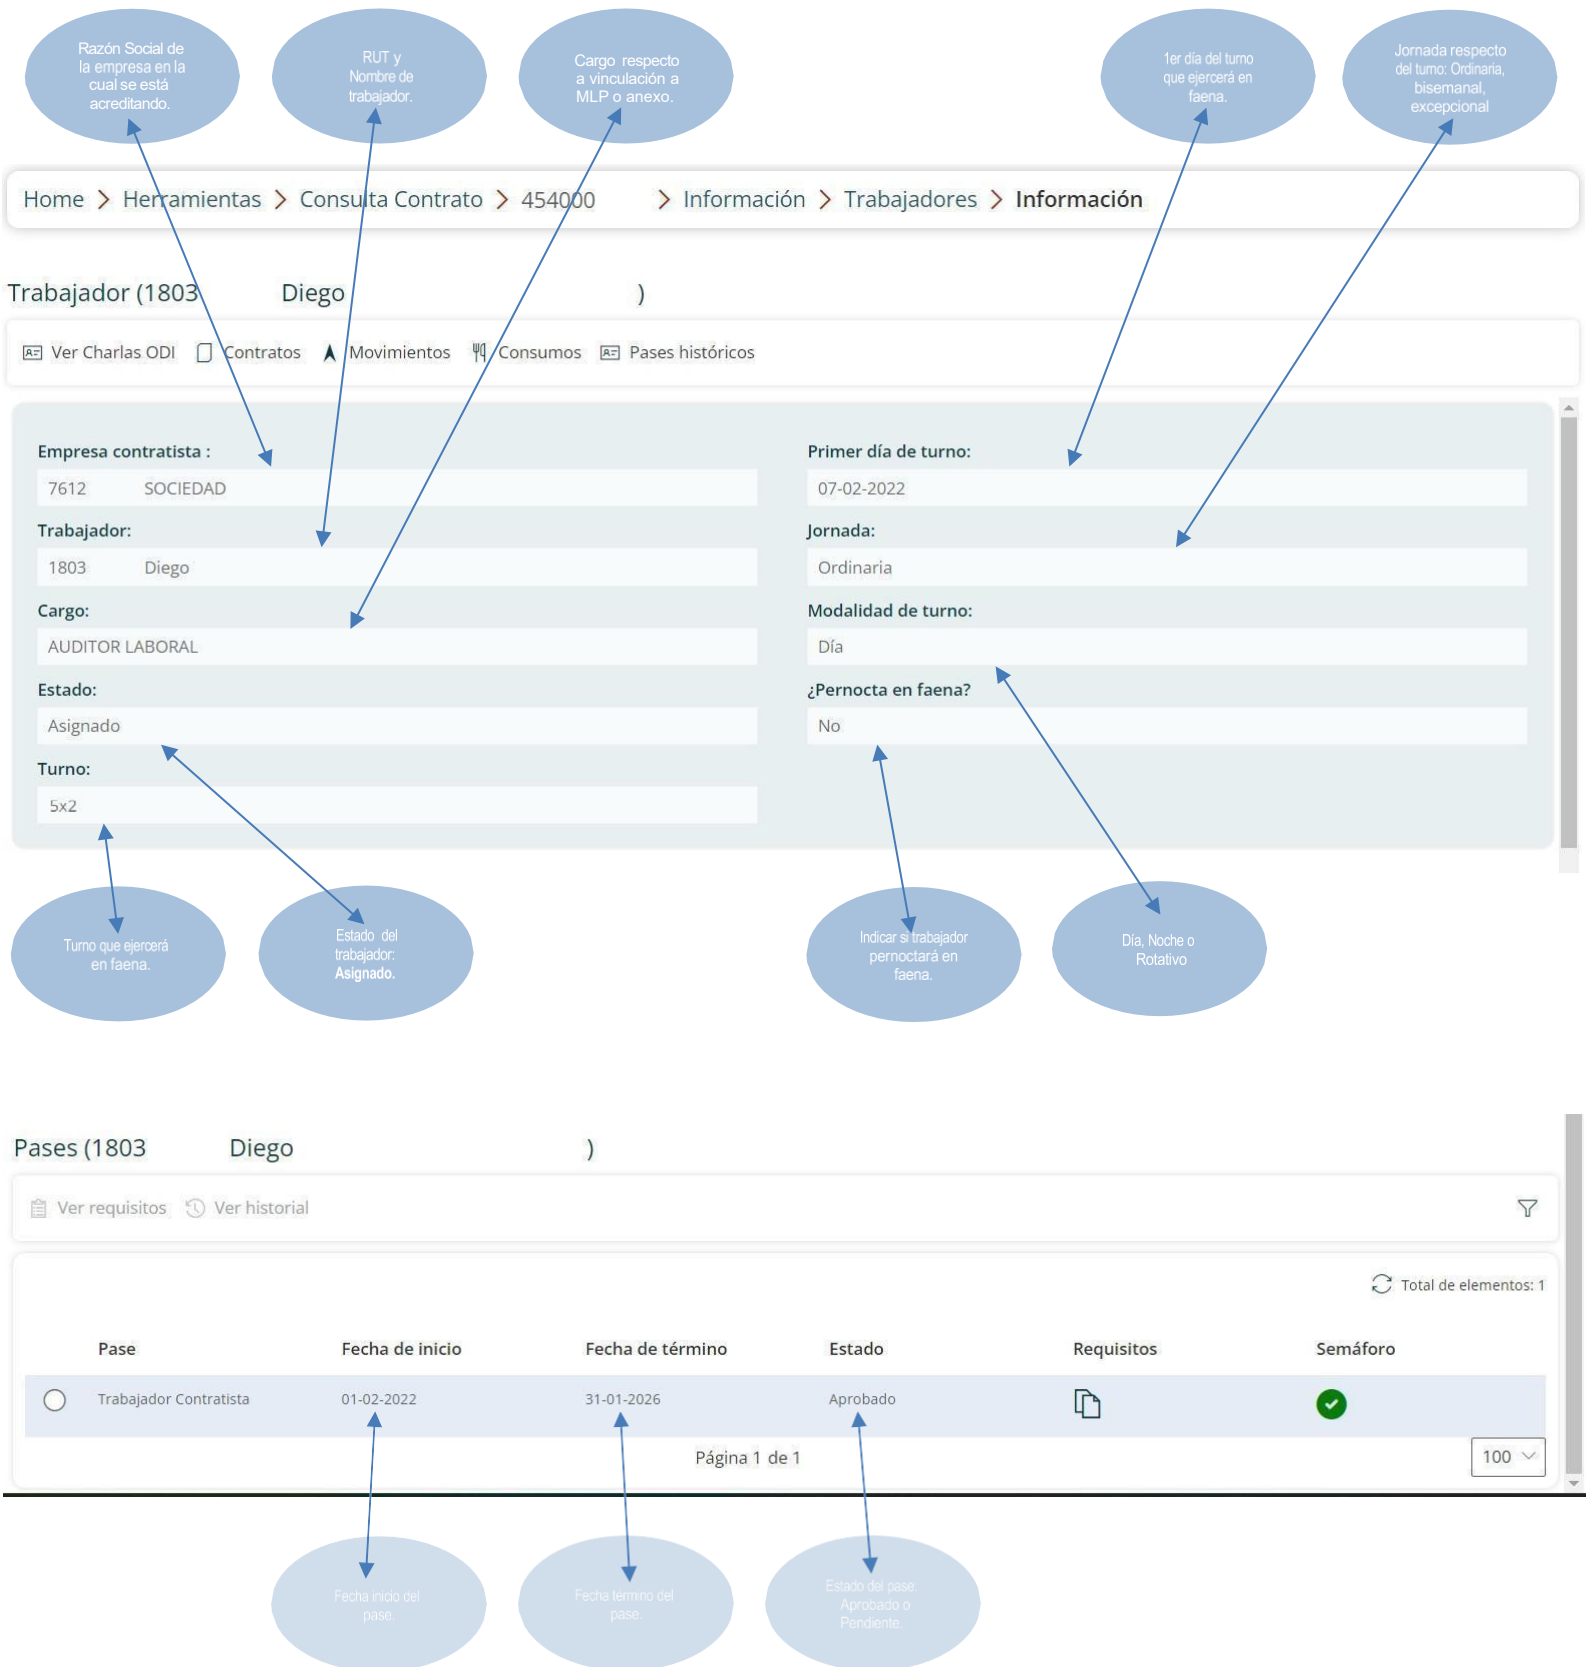 Razón Social de
la empresa en la
cual se está
acreditando.
RUT y
Nombre de
trabajador.
Cargo respecto
a vinculación a
MLP o anexo.
1er día del turno
que ejercerá en
faena.
Jornada respecto
del turno: Ordinaria,
bisemanal,
excepcional
Home > Herramientas > Consulta Contrato > 454000 > Información > Trabajadores > Información
Trabajador (1803 Diego )
Ver Charlas ODI Contratos Movimientos Consumos Pases históricos
Empresa contratista :
7612 SOCIEDAD
Trabajador:
1803 Diego
Cargo:
AUDITOR LABORAL
Estado:
Asignado
Turno:
5x2
Primer día de turno:
07-02-2022
Jornada:
Ordinaria
Modalidad de turno:
Día
¿Pernocta en faena?
No
Turno que ejercerá
en faena.
Estado del
trabajador:
Asignado.
Indicar si trabajador
pernoctará en
faena.
Día, Noche o
Rotativo
Pases (1803 Diego )
Ver requisitos Ver historial
Total de elementos: 1
Pase Fecha de inicio Fecha de término Estado Requisitos Semáforo
Trabajador Contratista 01-02-2022 31-01-2026 Aprobado
Página 1 de 1
100
Fecha inicio del
pase.
Fecha término del
pase.
Estado del pase:
Aprobado o
Pendiente.